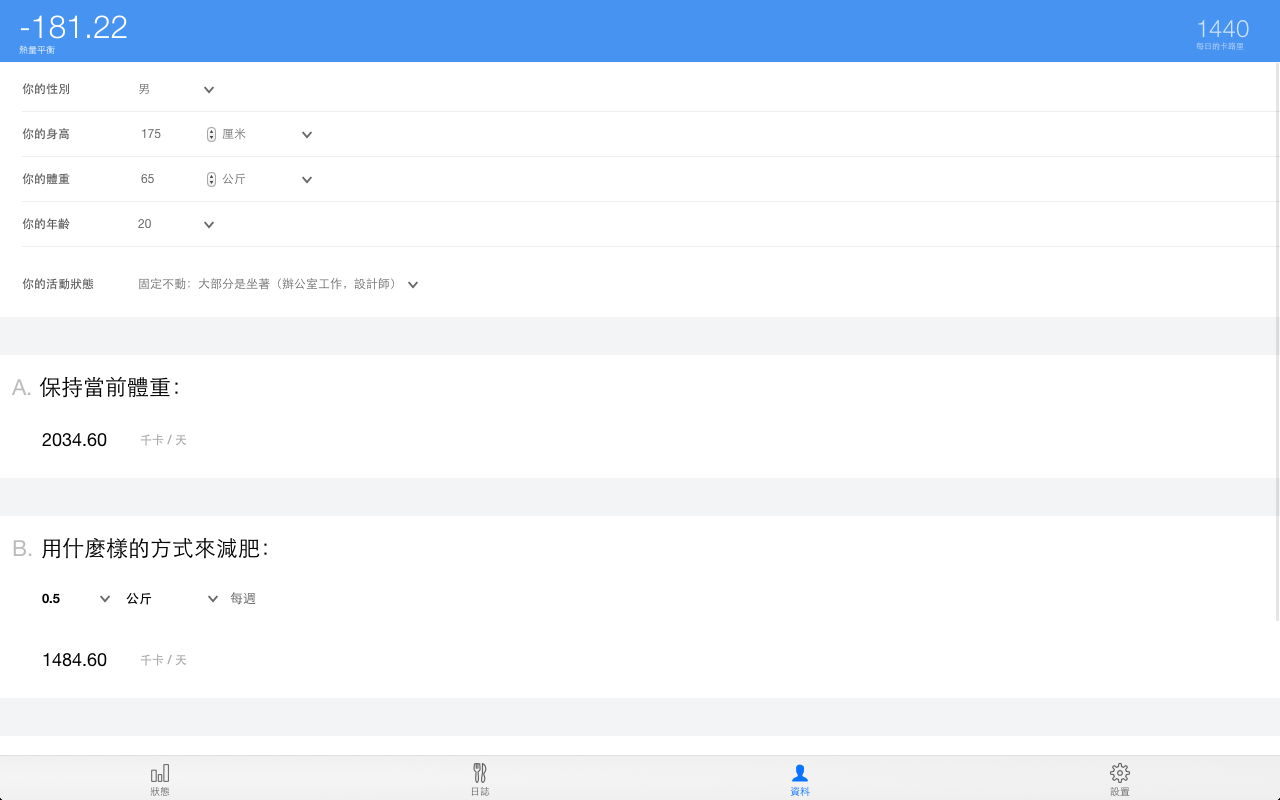 -181.22
熱量平衡
1440
每日的卡路里
你的性別 男
你的身高 175 厘米
你的體重 65 公斤
你的年齡 20
你的活動狀態 固定不動：大部分是坐著（辦公室工作，設計師）
A. 保持當前體重：
2034.60 千卡 / 天
B. 用什麼樣的方式來減肥：
0.5 公斤 每週
1484.60 千卡 / 天
狀態 日誌 資料 設置